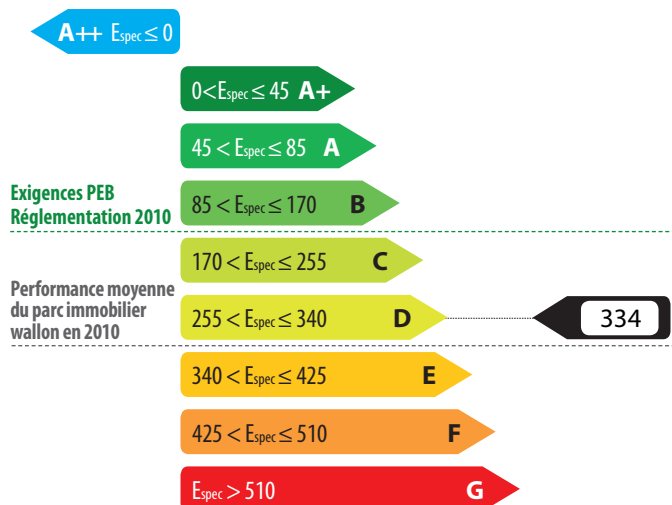 A++ Espec ≤ 0
0 < Espec ≤ 45 A+
45 < Espec ≤ 85 A
Exigences PEB
Réglementation 2010
85 < Espec ≤ 170 B
170 < Espec ≤ 255 C
Performance moyenne
du parc immobilier
wallon en 2010
255 < Espec ≤ 340 D
334
340 < Espec ≤ 425 E
425 < Espec ≤ 510 F
Espec > 510 G